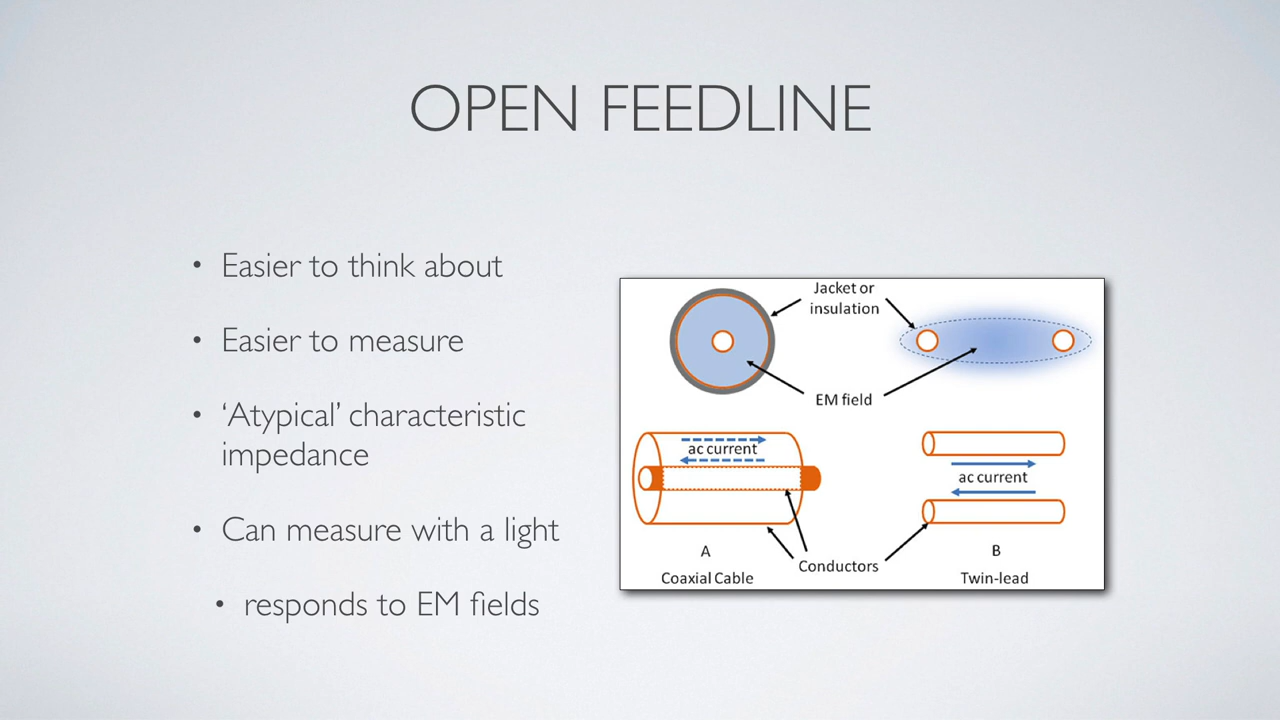 OPEN FEEDLINE
• Easier to think about
• Easier to measure
• ‘Atypical’ characteristic
impedance
• Can measure with a light
• responds to EM fields
Jacket or
insulation
EM field
ac current
ac current
Conductors
A
Coaxial Cable
B
Twin-lead